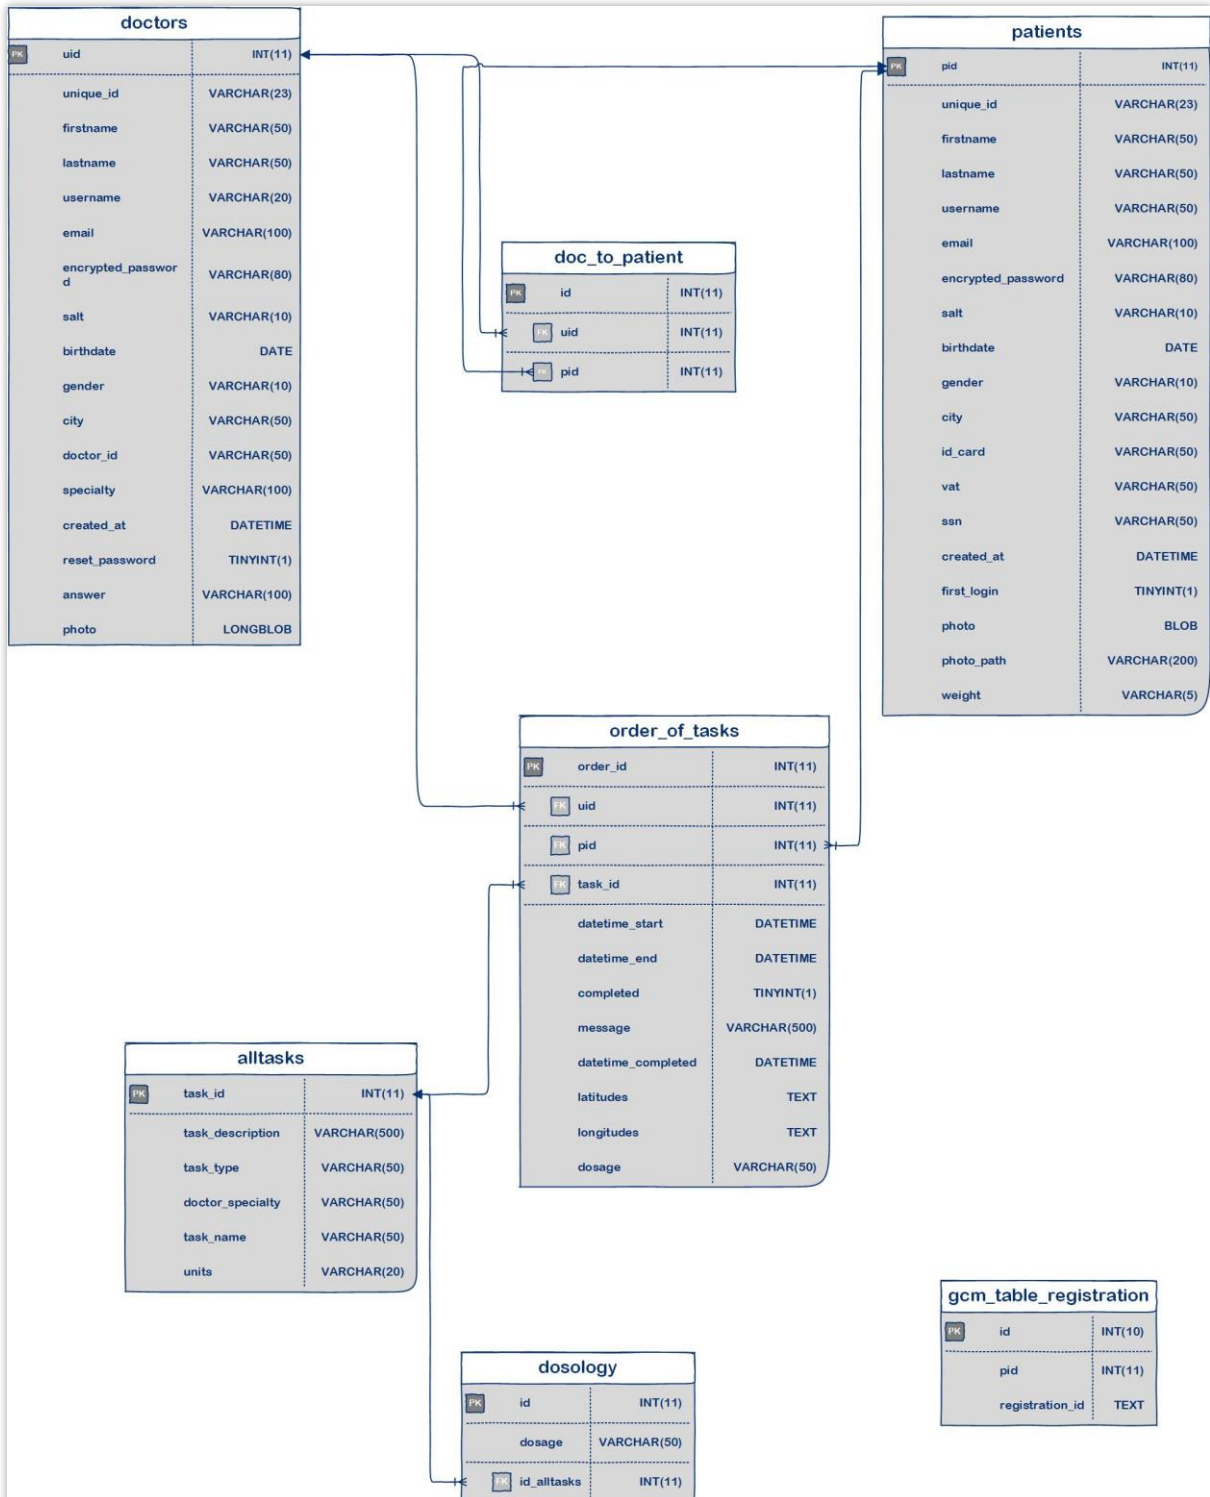 doctors
PK uid INT(11)
unique_id VARCHAR(23)
firstname VARCHAR(50)
lastname VARCHAR(50)
username VARCHAR(20)
email VARCHAR(100)
encrypted_passwor
d VARCHAR(80)
salt VARCHAR(10)
birthdate DATE
gender VARCHAR(10)
city VARCHAR(50)
doctor_id VARCHAR(50)
specialty VARCHAR(100)
created_at DATETIME
reset_password TINYINT(1)
answer VARCHAR(100)
photo LONGBLOB
patients
PK pid INT(11)
unique_id VARCHAR(23)
firstname VARCHAR(50)
lastname VARCHAR(50)
username VARCHAR(50)
email VARCHAR(100)
encrypted_password VARCHAR(80)
salt VARCHAR(10)
birthdate DATE
gender VARCHAR(10)
city VARCHAR(50)
id_card VARCHAR(50)
vat VARCHAR(50)
ssn VARCHAR(50)
created_at DATETIME
first_login TINYINT(1)
photo BLOB
photo_path VARCHAR(200)
weight VARCHAR(5)
doc_to_patient
PK id INT(11)
FK uid INT(11)
FK pid INT(11)
order_of_tasks
PK order_id INT(11)
FK uid INT(11)
FK pid INT(11)
FK task_id INT(11)
datetime_start DATETIME
datetime_end DATETIME
completed TINYINT(1)
message VARCHAR(500)
datetime_completed DATETIME
latitudes TEXT
longitudes TEXT
dosage VARCHAR(50)
alltasks
PK task_id INT(11)
task_description VARCHAR(500)
task_type VARCHAR(50)
doctor_specialty VARCHAR(50)
task_name VARCHAR(50)
units VARCHAR(20)
gcm_table_registration
PK id INT(10)
pid INT(11)
registration_id TEXT
dosology
PK id INT(11)
dosage VARCHAR(50)
FK id_alltasks INT(11)